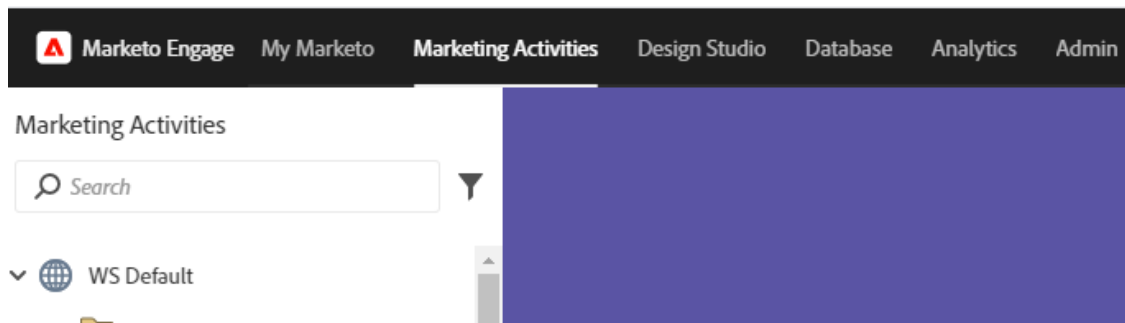 Marketo Engage My Marketo Marketing Activities Design Studio Database Analytics Admin
Marketing Activities
Search
WS Default